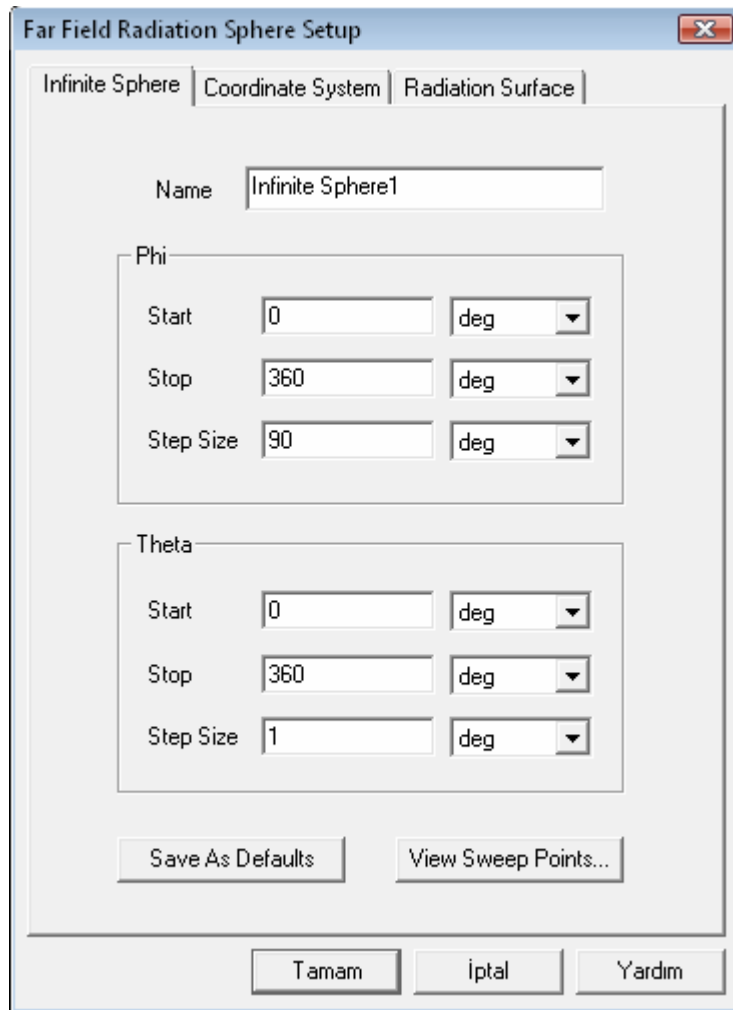 Far Field Radiation Sphere Setup
Infinite Sphere Coordinate System Radiation Surface
Name Infinite Sphere1
Phi
Start 0 deg
Stop 360 deg
Step Size 90 deg
Theta
Start 0 deg
Stop 360 deg
Step Size 1 deg
Save As Defaults View Sweep Points...
Tamam İptal Yardım